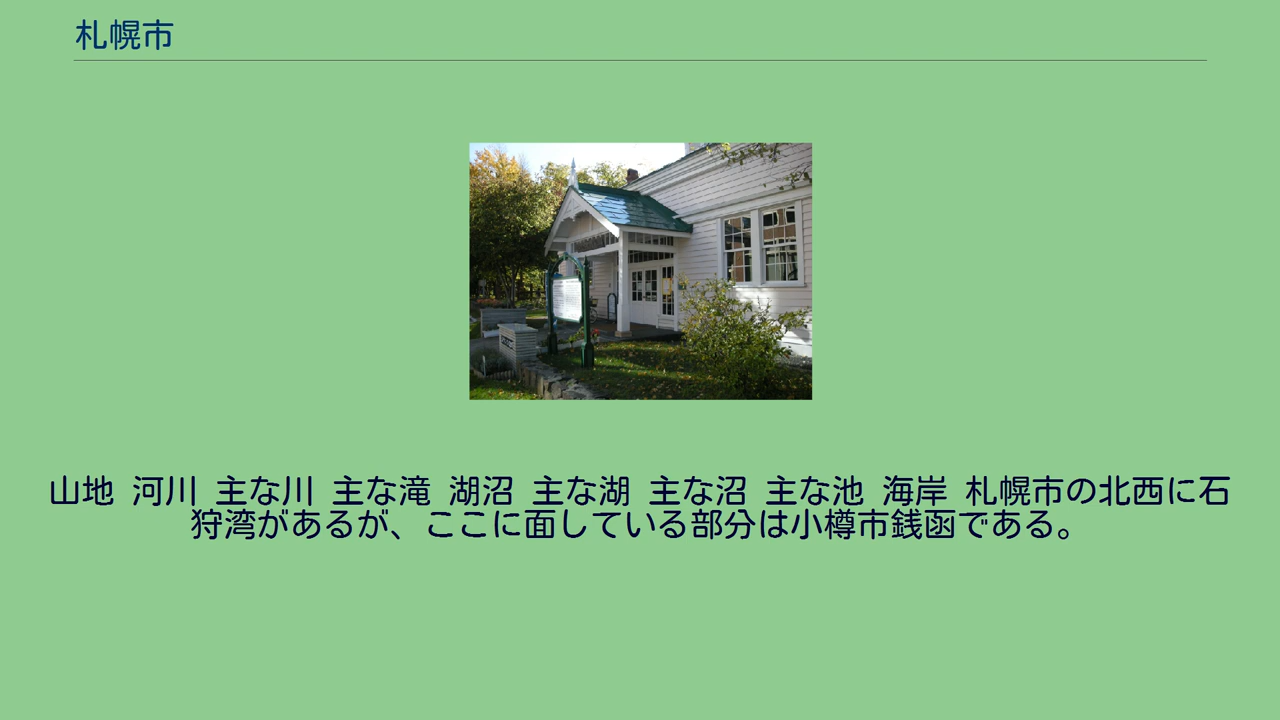 札幌市
山地 河川 主な川 主な滝 湖沼 主な湖 主な沼 主な池 海岸 札幌市の北西に石
狩湾があるが、ここに面している部分は小樽市銭函である。